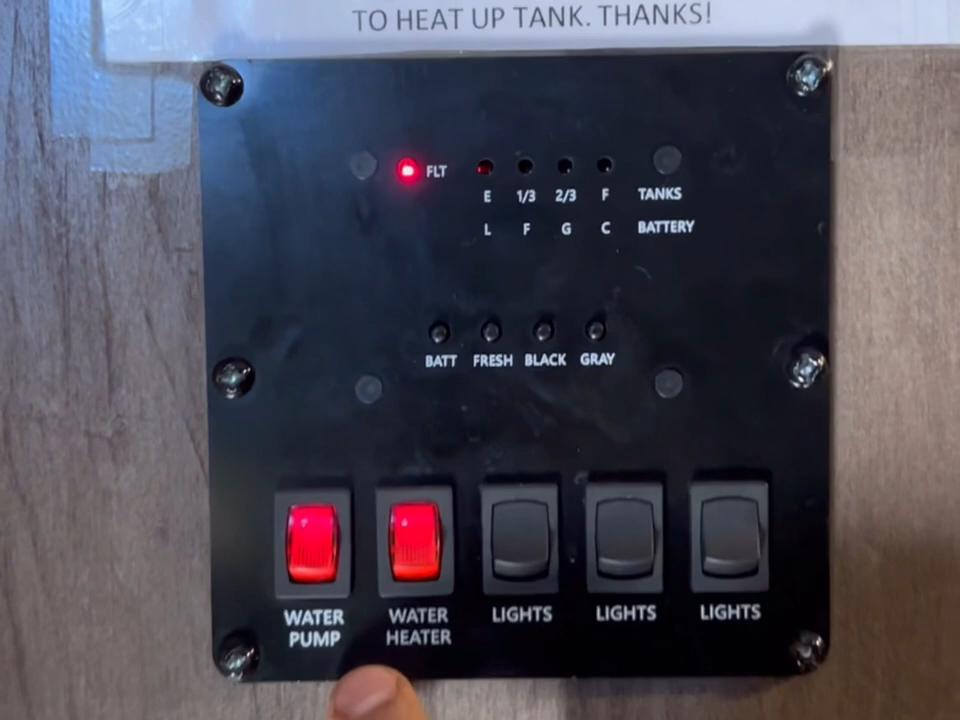 TO HEAT UP TANK. THANKS!
FLT
E 1/3 2/3 F TANKS
L F G C BATTERY
BATT FRESH BLACK GRAY
WATER PUMP
WATER HEATER
LIGHTS
LIGHTS
LIGHTS